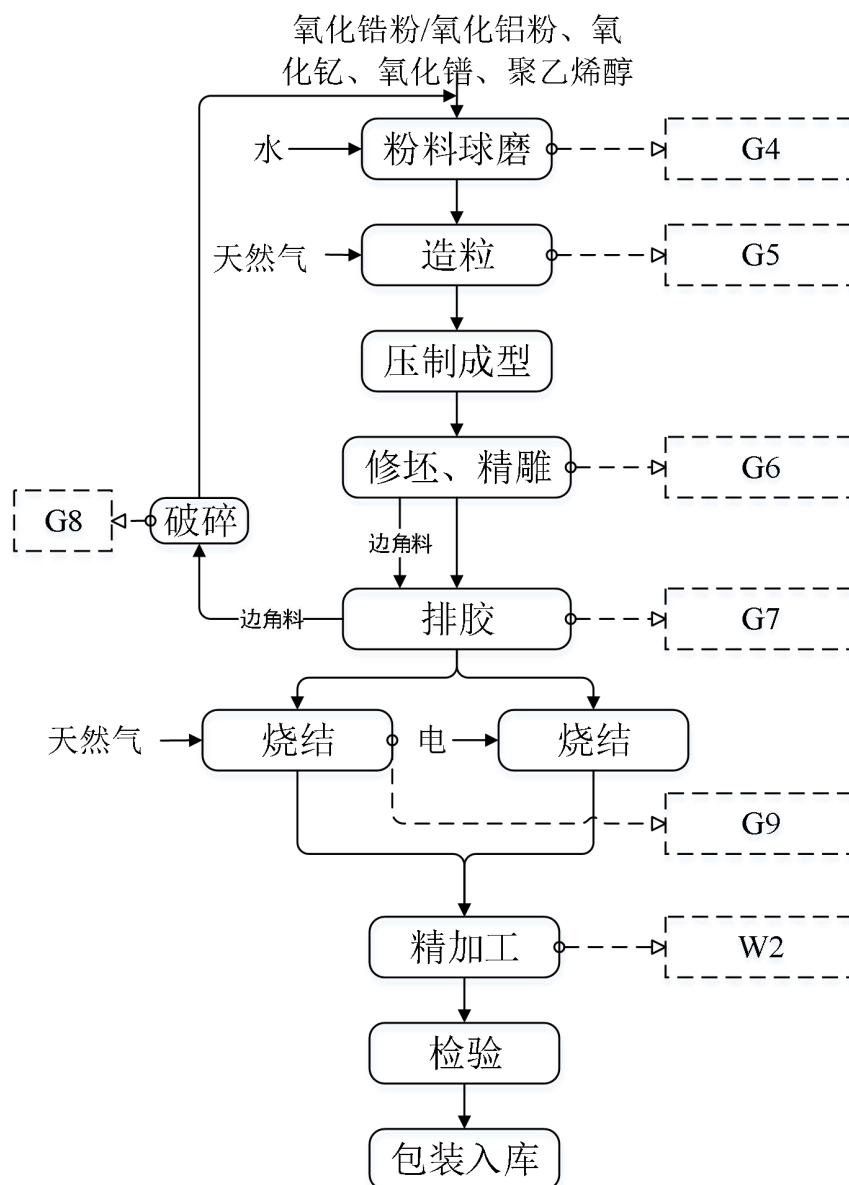 氧化锆粉/氧化铝粉、氧
化钇、氧化镨、聚乙烯醇
水
粉料球磨
G4
天然气
造粒
G5
压制成型
修坯、精雕
G6
G8
破碎
边角料
边角料
排胶
G7
天然气
烧结
电
烧结
G9
精加工
W2
检验
包装入库